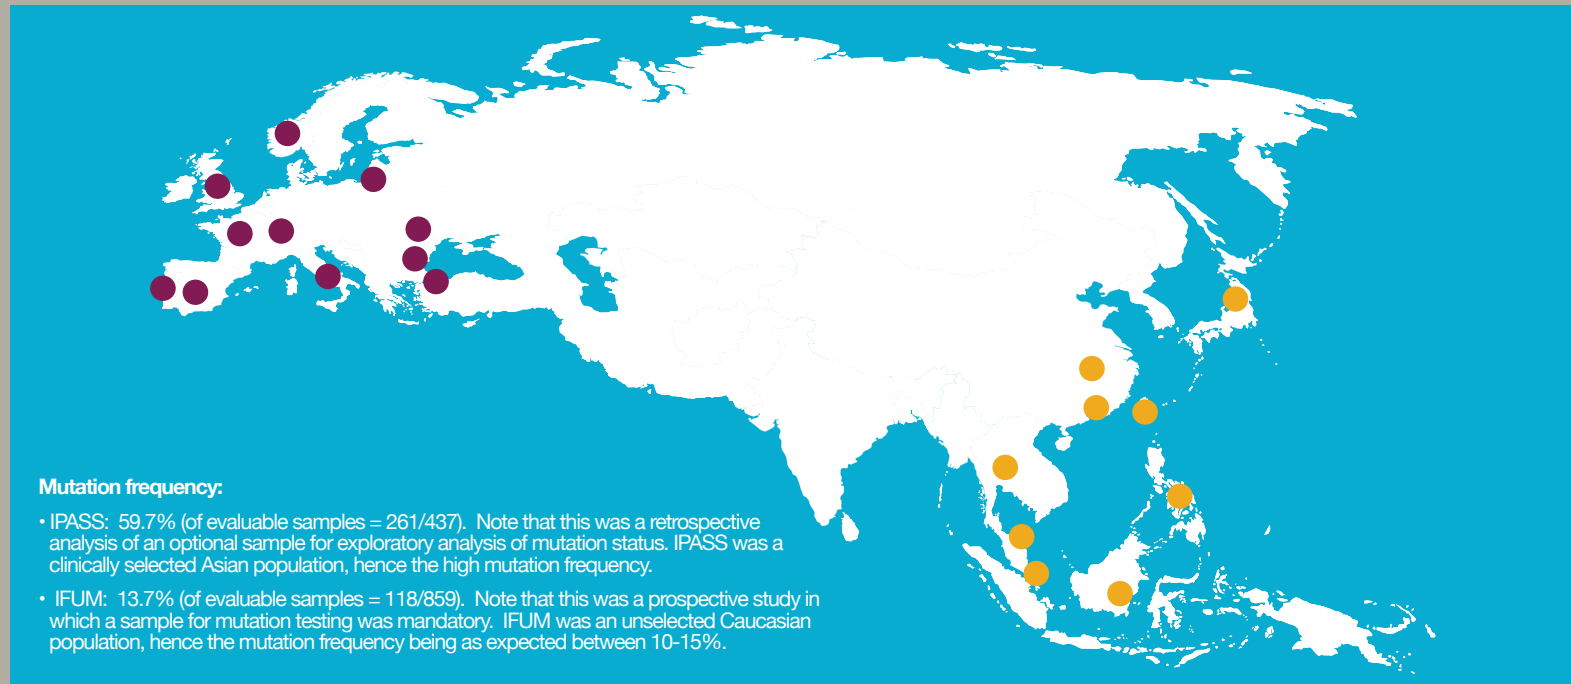 Mutation frequency:
• IPASS: 59.7% (of evaluable samples = 261/437). Note that this was a retrospective
analysis of an optional sample for exploratory analysis of mutation status. IPASS was a
clinically selected Asian population, hence the high mutation frequency.
• IFUM: 13.7% (of evaluable samples = 118/859). Note that this was a prospective study in
which a sample for mutation testing was mandatory. IFUM was an unselected Caucasian
population, hence the mutation frequency being as expected between 10-15%.